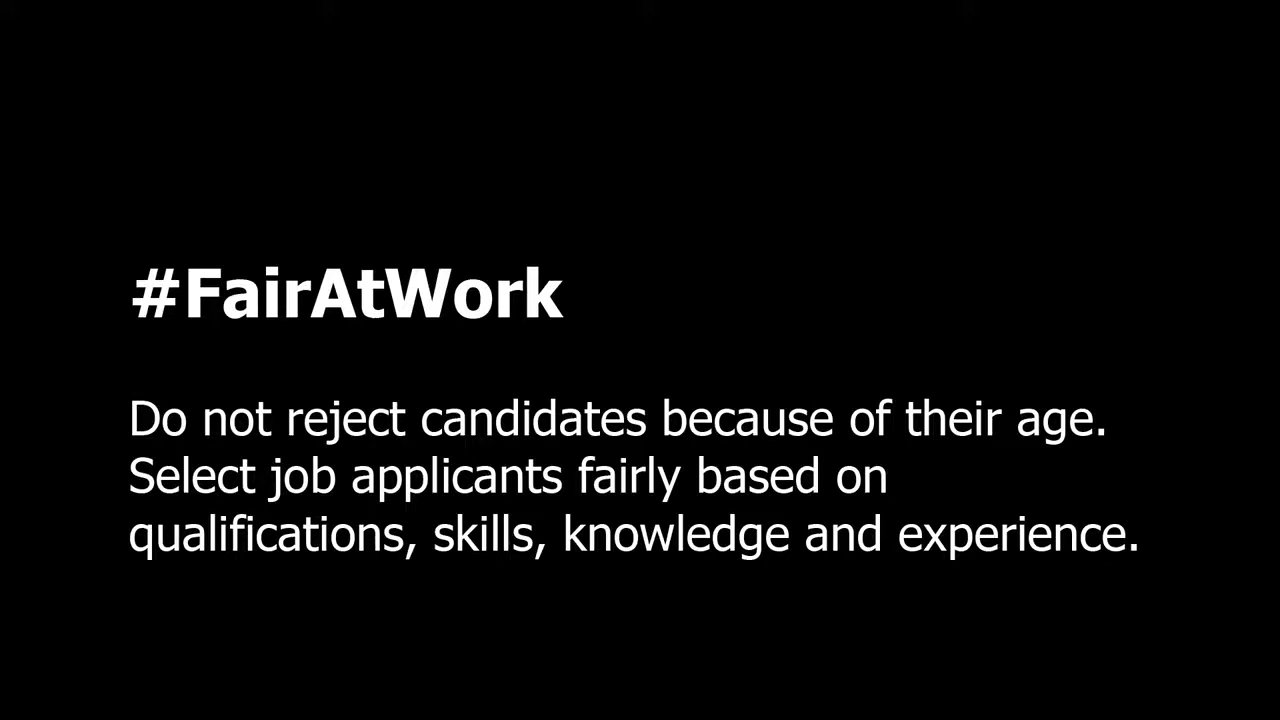 #FairAtWork
Do not reject candidates because of their age.
Select job applicants fairly based on
qualifications, skills, knowledge and experience.